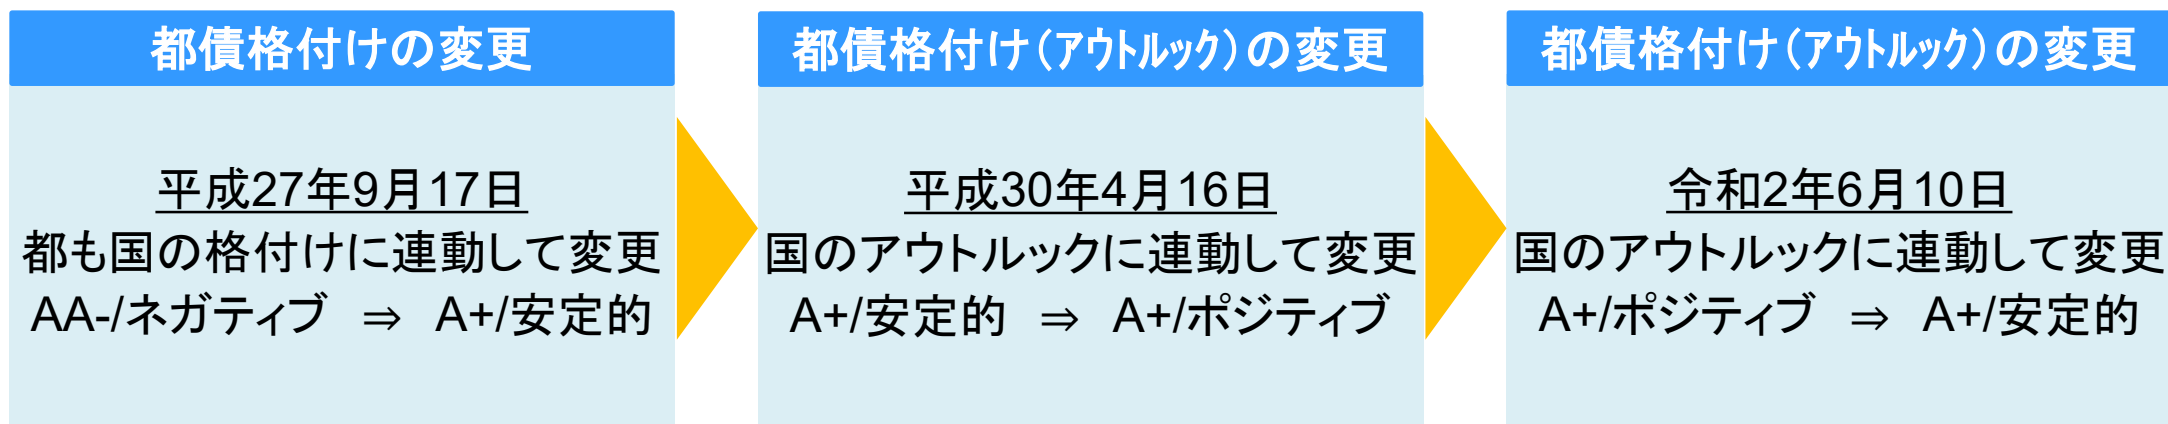 都債格付けの変更
平成27年9月17日
都も国の格付けに連動して変更
AA-/ネガティブ ⇒ A+/安定的
都債格付け(ｱｳﾄﾙｯｸ)の変更
平成30年4月16日
国のアウトルックに連動して変更
A+/安定的 ⇒ A+/ポジティブ
都債格付け(ｱｳﾄﾙｯｸ)の変更
令和2年6月10日
国のアウトルックに連動して変更
A+/ポジティブ ⇒ A+/安定的